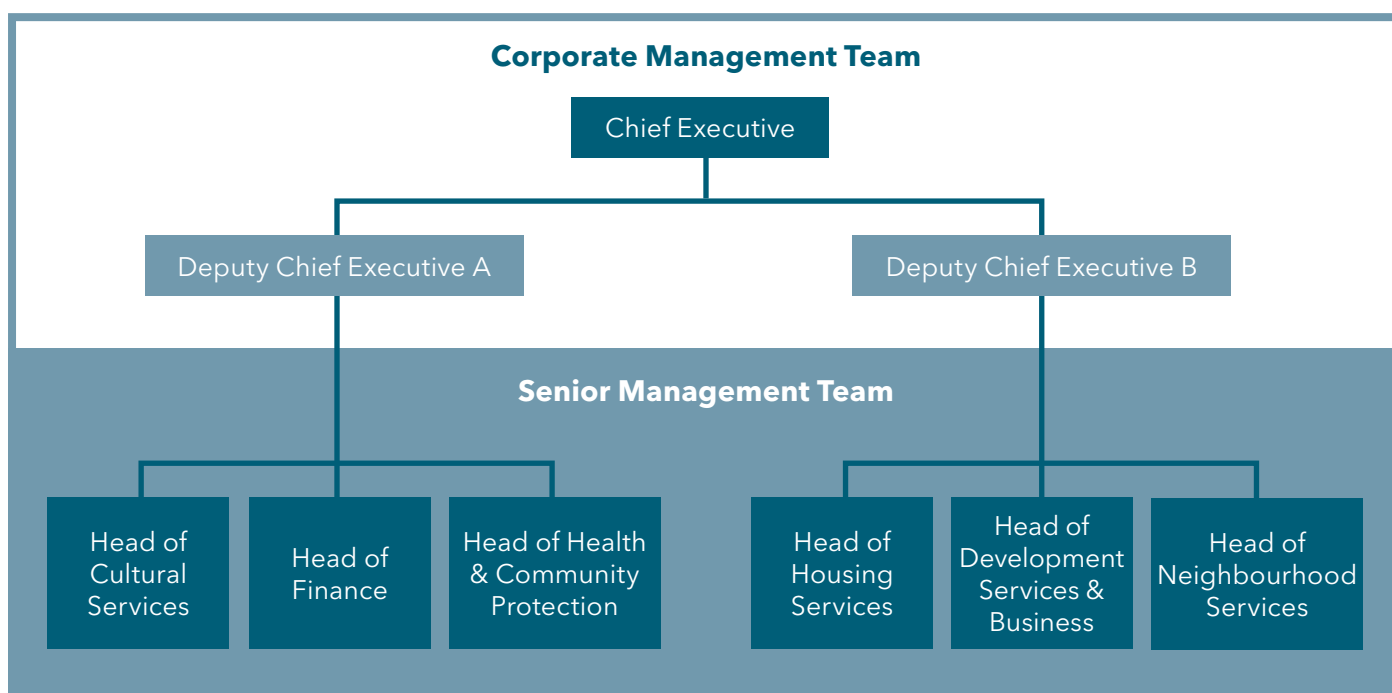 Corporate Management Team
Chief Executive
Deputy Chief Executive A
Deputy Chief Executive B
Senior Management Team
Head of
Cultural
Services
Head of
Finance
Head of Health
& Community
Protection
Head of
Housing
Services
Head of
Development
Services &
Business
Head of
Neighbourhood
Services